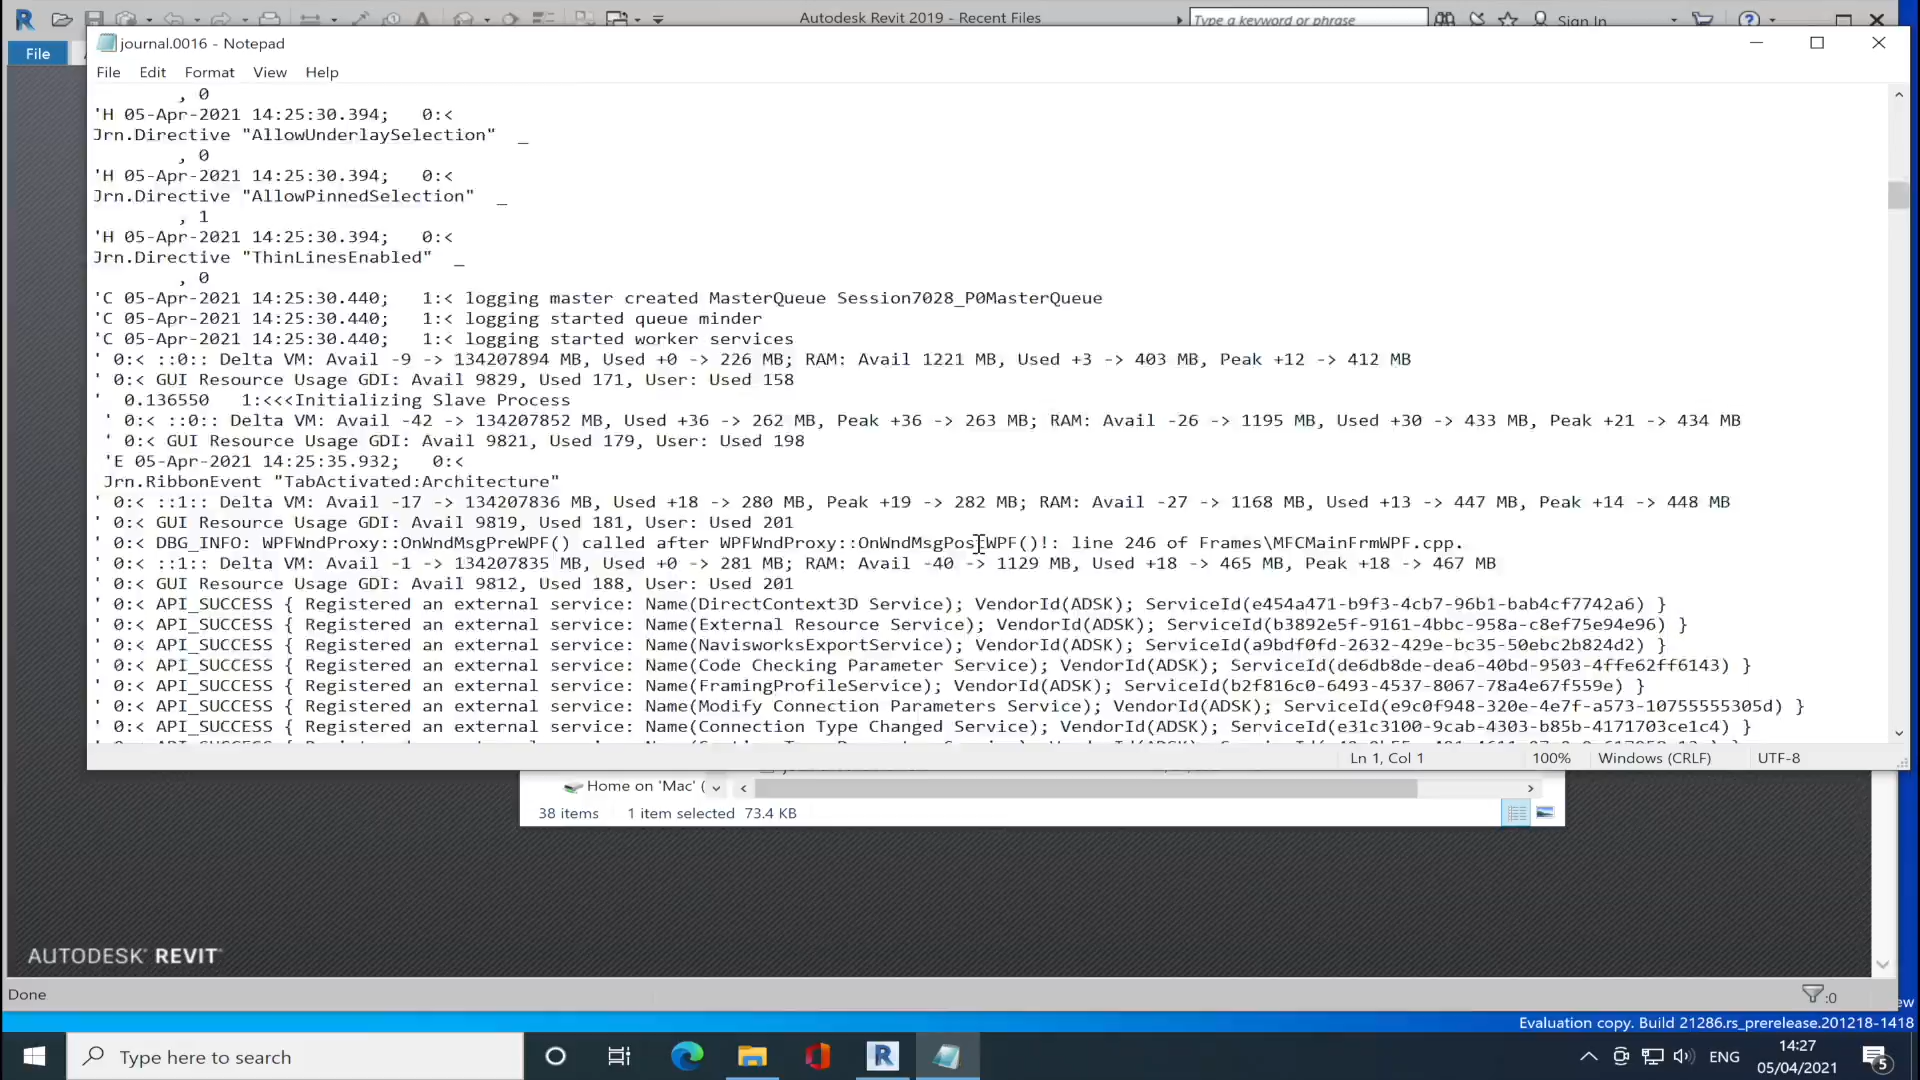 Autodesk Revit 2019 - Recent Files
Type a keyword or phrase
Sign In
File
journal.0016 - Notepad
File Edit Format View Help
, 0
'H 05-Apr-2021 14:25:30.394; 0:<
Jrn.Directive "AllowUnderlaySelection" _
, 0
'H 05-Apr-2021 14:25:30.394; 0:<
Jrn.Directive "AllowPinnedSelection" _
, 1
'H 05-Apr-2021 14:25:30.394; 0:<
Jrn.Directive "ThinLinesEnabled" _
, 0
'C 05-Apr-2021 14:25:30.440; 1:< logging master created MasterQueue Session7028_P0MasterQueue
'C 05-Apr-2021 14:25:30.440; 1:< logging started queue minder
'C 05-Apr-2021 14:25:30.440; 1:< logging started worker services
' 0:< ::0:: Delta VM: Avail -9 -> 134207894 MB, Used +0 -> 226 MB; RAM: Avail 1221 MB, Used +3 -> 403 MB, Peak +12 -> 412 MB
' 0:< GUI Resource Usage GDI: Avail 9829, Used 171, User: Used 158
' 0.136550 1:<<<Initializing Slave Process
' 0:< ::0:: Delta VM: Avail -42 -> 134207852 MB, Used +36 -> 262 MB, Peak +36 -> 263 MB; RAM: Avail -26 -> 1195 MB, Used +30 -> 433 MB, Peak +21 -> 434 MB
' 0:< GUI Resource Usage GDI: Avail 9821, Used 179, User: Used 198
'E 05-Apr-2021 14:25:35.932; 0:<
Jrn.RibbonEvent "TabActivated:Architecture"
' 0:< ::1:: Delta VM: Avail -17 -> 134207836 MB, Used +18 -> 280 MB, Peak +19 -> 282 MB; RAM: Avail -27 -> 1168 MB, Used +13 -> 447 MB, Peak +14 -> 448 MB
' 0:< GUI Resource Usage GDI: Avail 9819, Used 181, User: Used 201
' 0:< DBG_INFO: WPFWndProxy::OnWndMsgPreWPF() called after WPFWndProxy::OnWndMsgPostWPF()!: line 246 of Frames\MFCMainFrmWPF.cpp.
' 0:< ::1:: Delta VM: Avail -1 -> 134207835 MB, Used +0 -> 281 MB; RAM: Avail -40 -> 1129 MB, Used +18 -> 465 MB, Peak +18 -> 467 MB
' 0:< GUI Resource Usage GDI: Avail 9812, Used 188, User: Used 201
' 0:< API_SUCCESS { Registered an external service: Name(DirectContext3D Service); VendorId(ADSK); ServiceId(e454a471-b9f3-4cb7-96b1-bab4cf7742a6) }
' 0:< API_SUCCESS { Registered an external service: Name(External Resource Service); VendorId(ADSK); ServiceId(b3892e5f-9161-4bbc-958a-c8ef75e94e96) }
' 0:< API_SUCCESS { Registered an external service: Name(NavisworksExportService); VendorId(ADSK); ServiceId(a9bdf0fd-2632-429e-bc35-50ebc2b824d2) }
' 0:< API_SUCCESS { Registered an external service: Name(Code Checking Parameter Service); VendorId(ADSK); ServiceId(de6db8de-dea6-40bd-9503-4ffe62ff6143) }
' 0:< API_SUCCESS { Registered an external service: Name(FramingProfileService); VendorId(ADSK); ServiceId(b2f816c0-6493-4537-8067-78a4e67f559e) }
' 0:< API_SUCCESS { Registered an external service: Name(Modify Connection Parameters Service); VendorId(ADSK); ServiceId(e9c0f948-320e-4e7f-a573-10755555305d) }
' 0:< API_SUCCESS { Registered an external service: Name(Connection Type Changed Service); VendorId(ADSK); ServiceId(e31c3100-9cab-4303-b85b-4171703ce1c4) }
Ln 1, Col 1 100% Windows (CRLF) UTF-8
Home on 'Mac' (
38 items 1 item selected 73.4 KB
AUTODESK® REVIT®
Done
:0
Evaluation copy. Build 21286.rs_prerelease.201218-1418
Type here to search
ENG
14:27
05/04/2021
5